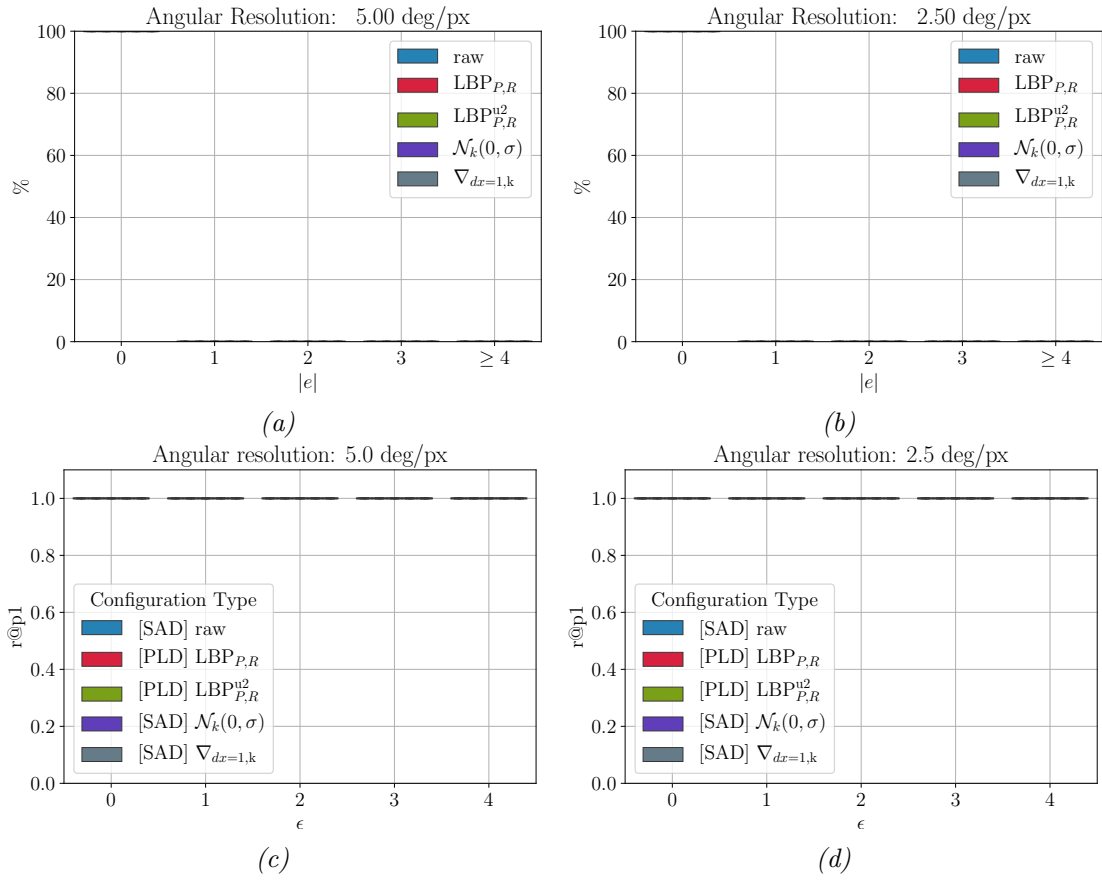 Angular Resolution: 5.00 deg/px
100
80
60
40
20
0
%
0 1 2 3 ≥ 4
|e|
raw
LBP_{P,R}
LBP^{u2}_{P,R}
𝒩_k(0, σ)
∇_{dx=1,k}
(a)
Angular Resolution: 2.50 deg/px
100
80
60
40
20
0
%
0 1 2 3 ≥ 4
|e|
raw
LBP_{P,R}
LBP^{u2}_{P,R}
𝒩_k(0, σ)
∇_{dx=1,k}
(b)
Angular resolution: 5.0 deg/px
1.0
0.8
0.6
0.4
0.2
0.0
r@p1
Configuration Type
[SAD] raw
[PLD] LBP_{P,R}
[PLD] LBP^{u2}_{P,R}
[SAD] 𝒩_k(0, σ)
[SAD] ∇_{dx=1,k}
0 1 2 3 4
ϵ
(c)
Angular resolution: 2.5 deg/px
1.0
0.8
0.6
0.4
0.2
0.0
r@p1
Configuration Type
[SAD] raw
[PLD] LBP_{P,R}
[PLD] LBP^{u2}_{P,R}
[SAD] 𝒩_k(0, σ)
[SAD] ∇_{dx=1,k}
0 1 2 3 4
ϵ
(d)